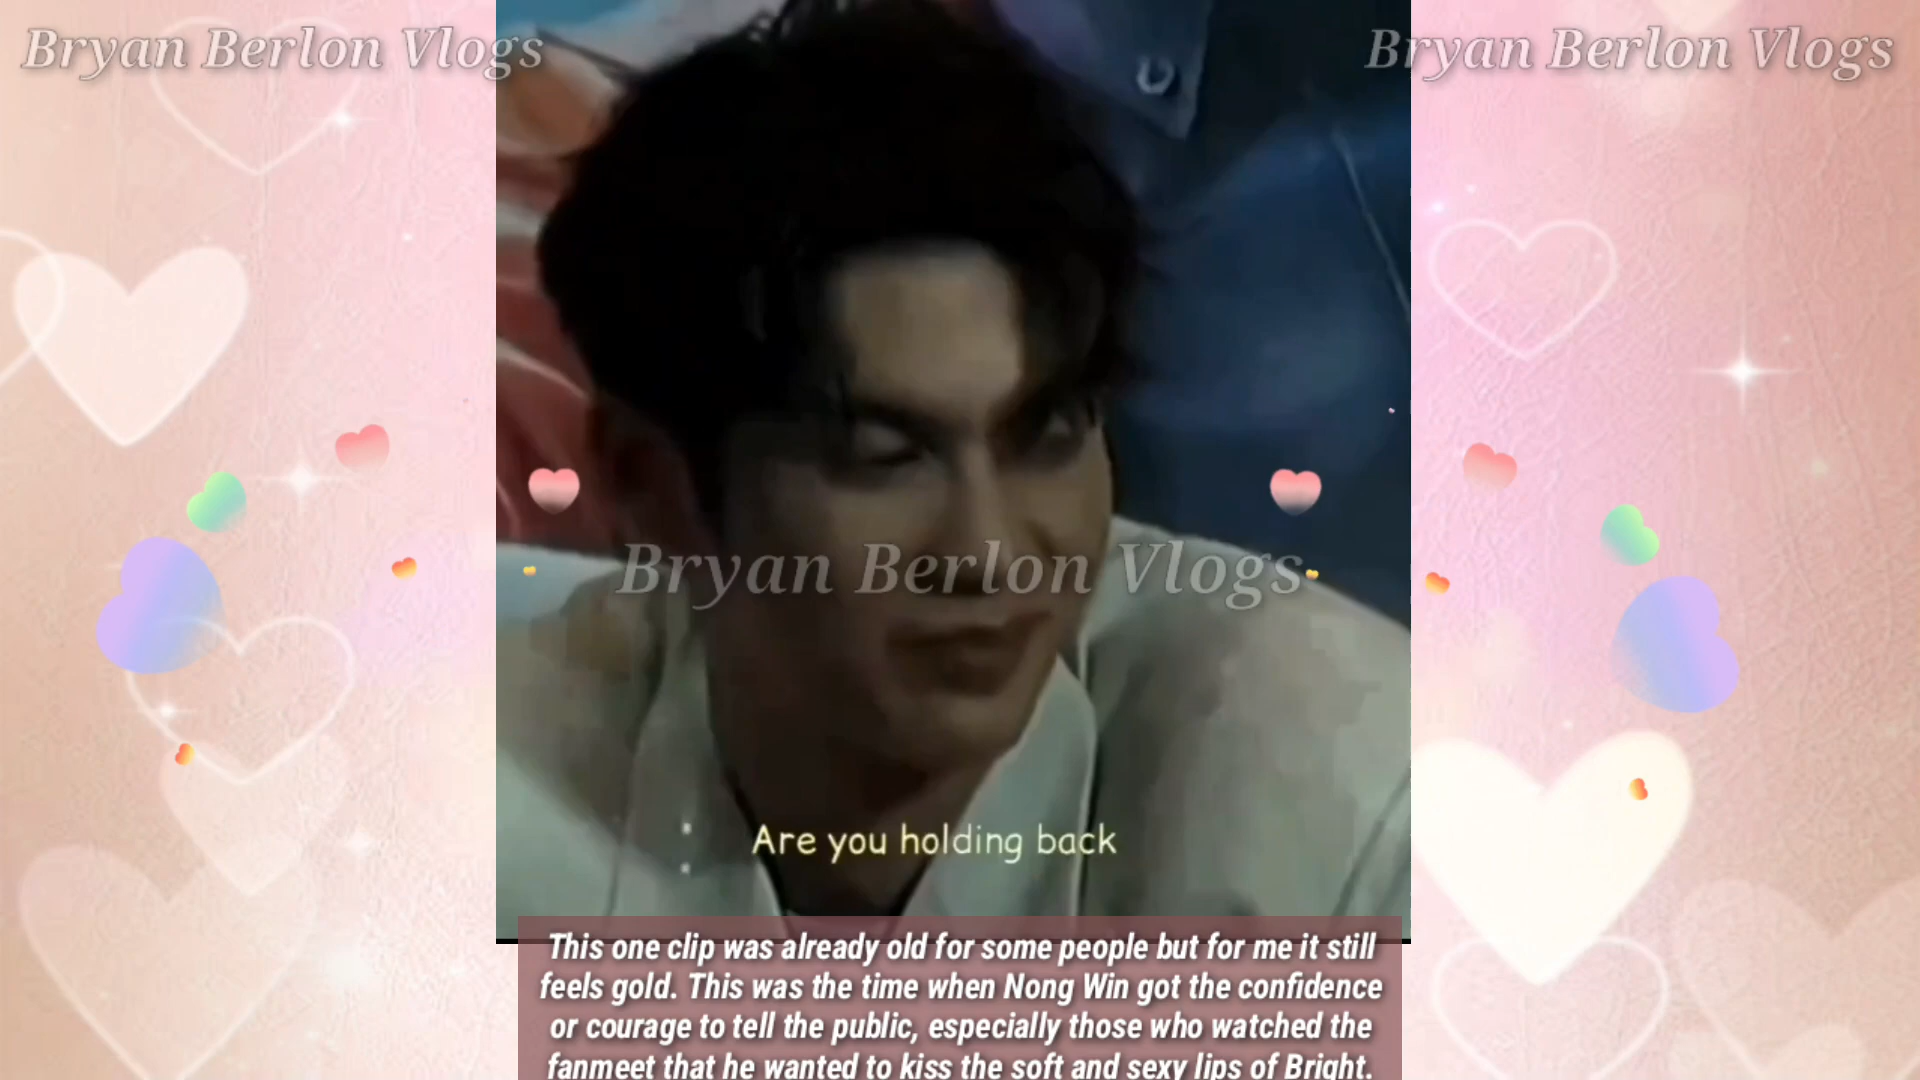 Bryan Berlon Vlogs
Bryan Berlon Vlogs
Bryan Berlon Vlogs
Are you holding back
This one clip was already old for some people but for me it still
feels gold. This was the time when Nong Win got the confidence
or courage to tell the public, especially those who watched the
fanmeet that he wanted to kiss the soft and sexy lips of Bright.